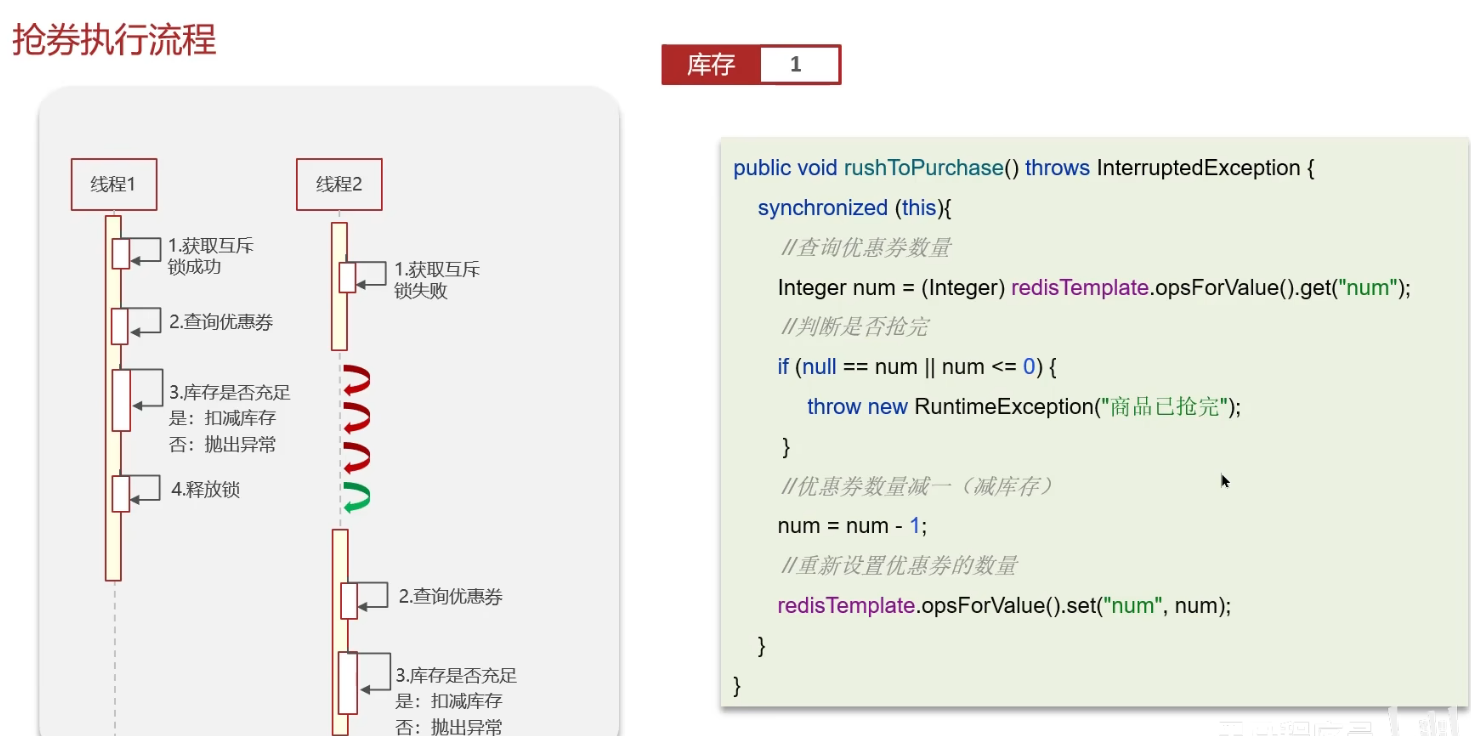 抢券执行流程
库存 1
线程1
线程2
1.获取互斥
锁成功
1.获取互斥
锁失败
2.查询优惠券
3.库存是否充足
是：扣减库存
否：抛出异常
4.释放锁
2.查询优惠券
3.库存是否充足
是：扣减库存
否：抛出异常
public void rushToPurchase() throws InterruptedException {
synchronized (this){
//查询优惠券数量
Integer num = (Integer) redisTemplate.opsForValue().get("num");
//判断是否抢完
if (null == num || num <= 0) {
throw new RuntimeException("商品已抢完");
}
//优惠券数量减一（减库存）
num = num - 1;
//重新设置优惠券的数量
redisTemplate.opsForValue().set("num", num);
}
}